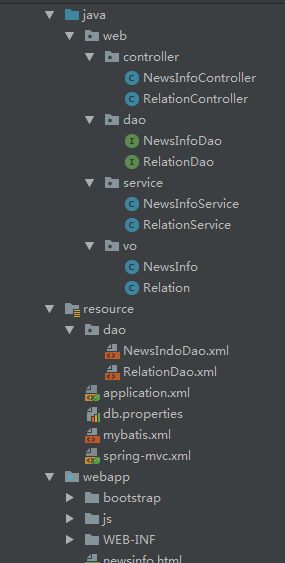 java
web
controller
NewsInfoController
RelationController
dao
NewsInfoDao
RelationDao
service
NewsInfoService
RelationService
vo
NewsInfo
Relation
resource
dao
NewsIndoDao.xml
RelationDao.xml
application.xml
db.properties
mybatis.xml
spring-mvc.xml
webapp
bootstrap
js
WEB-INF
newsinfo.html